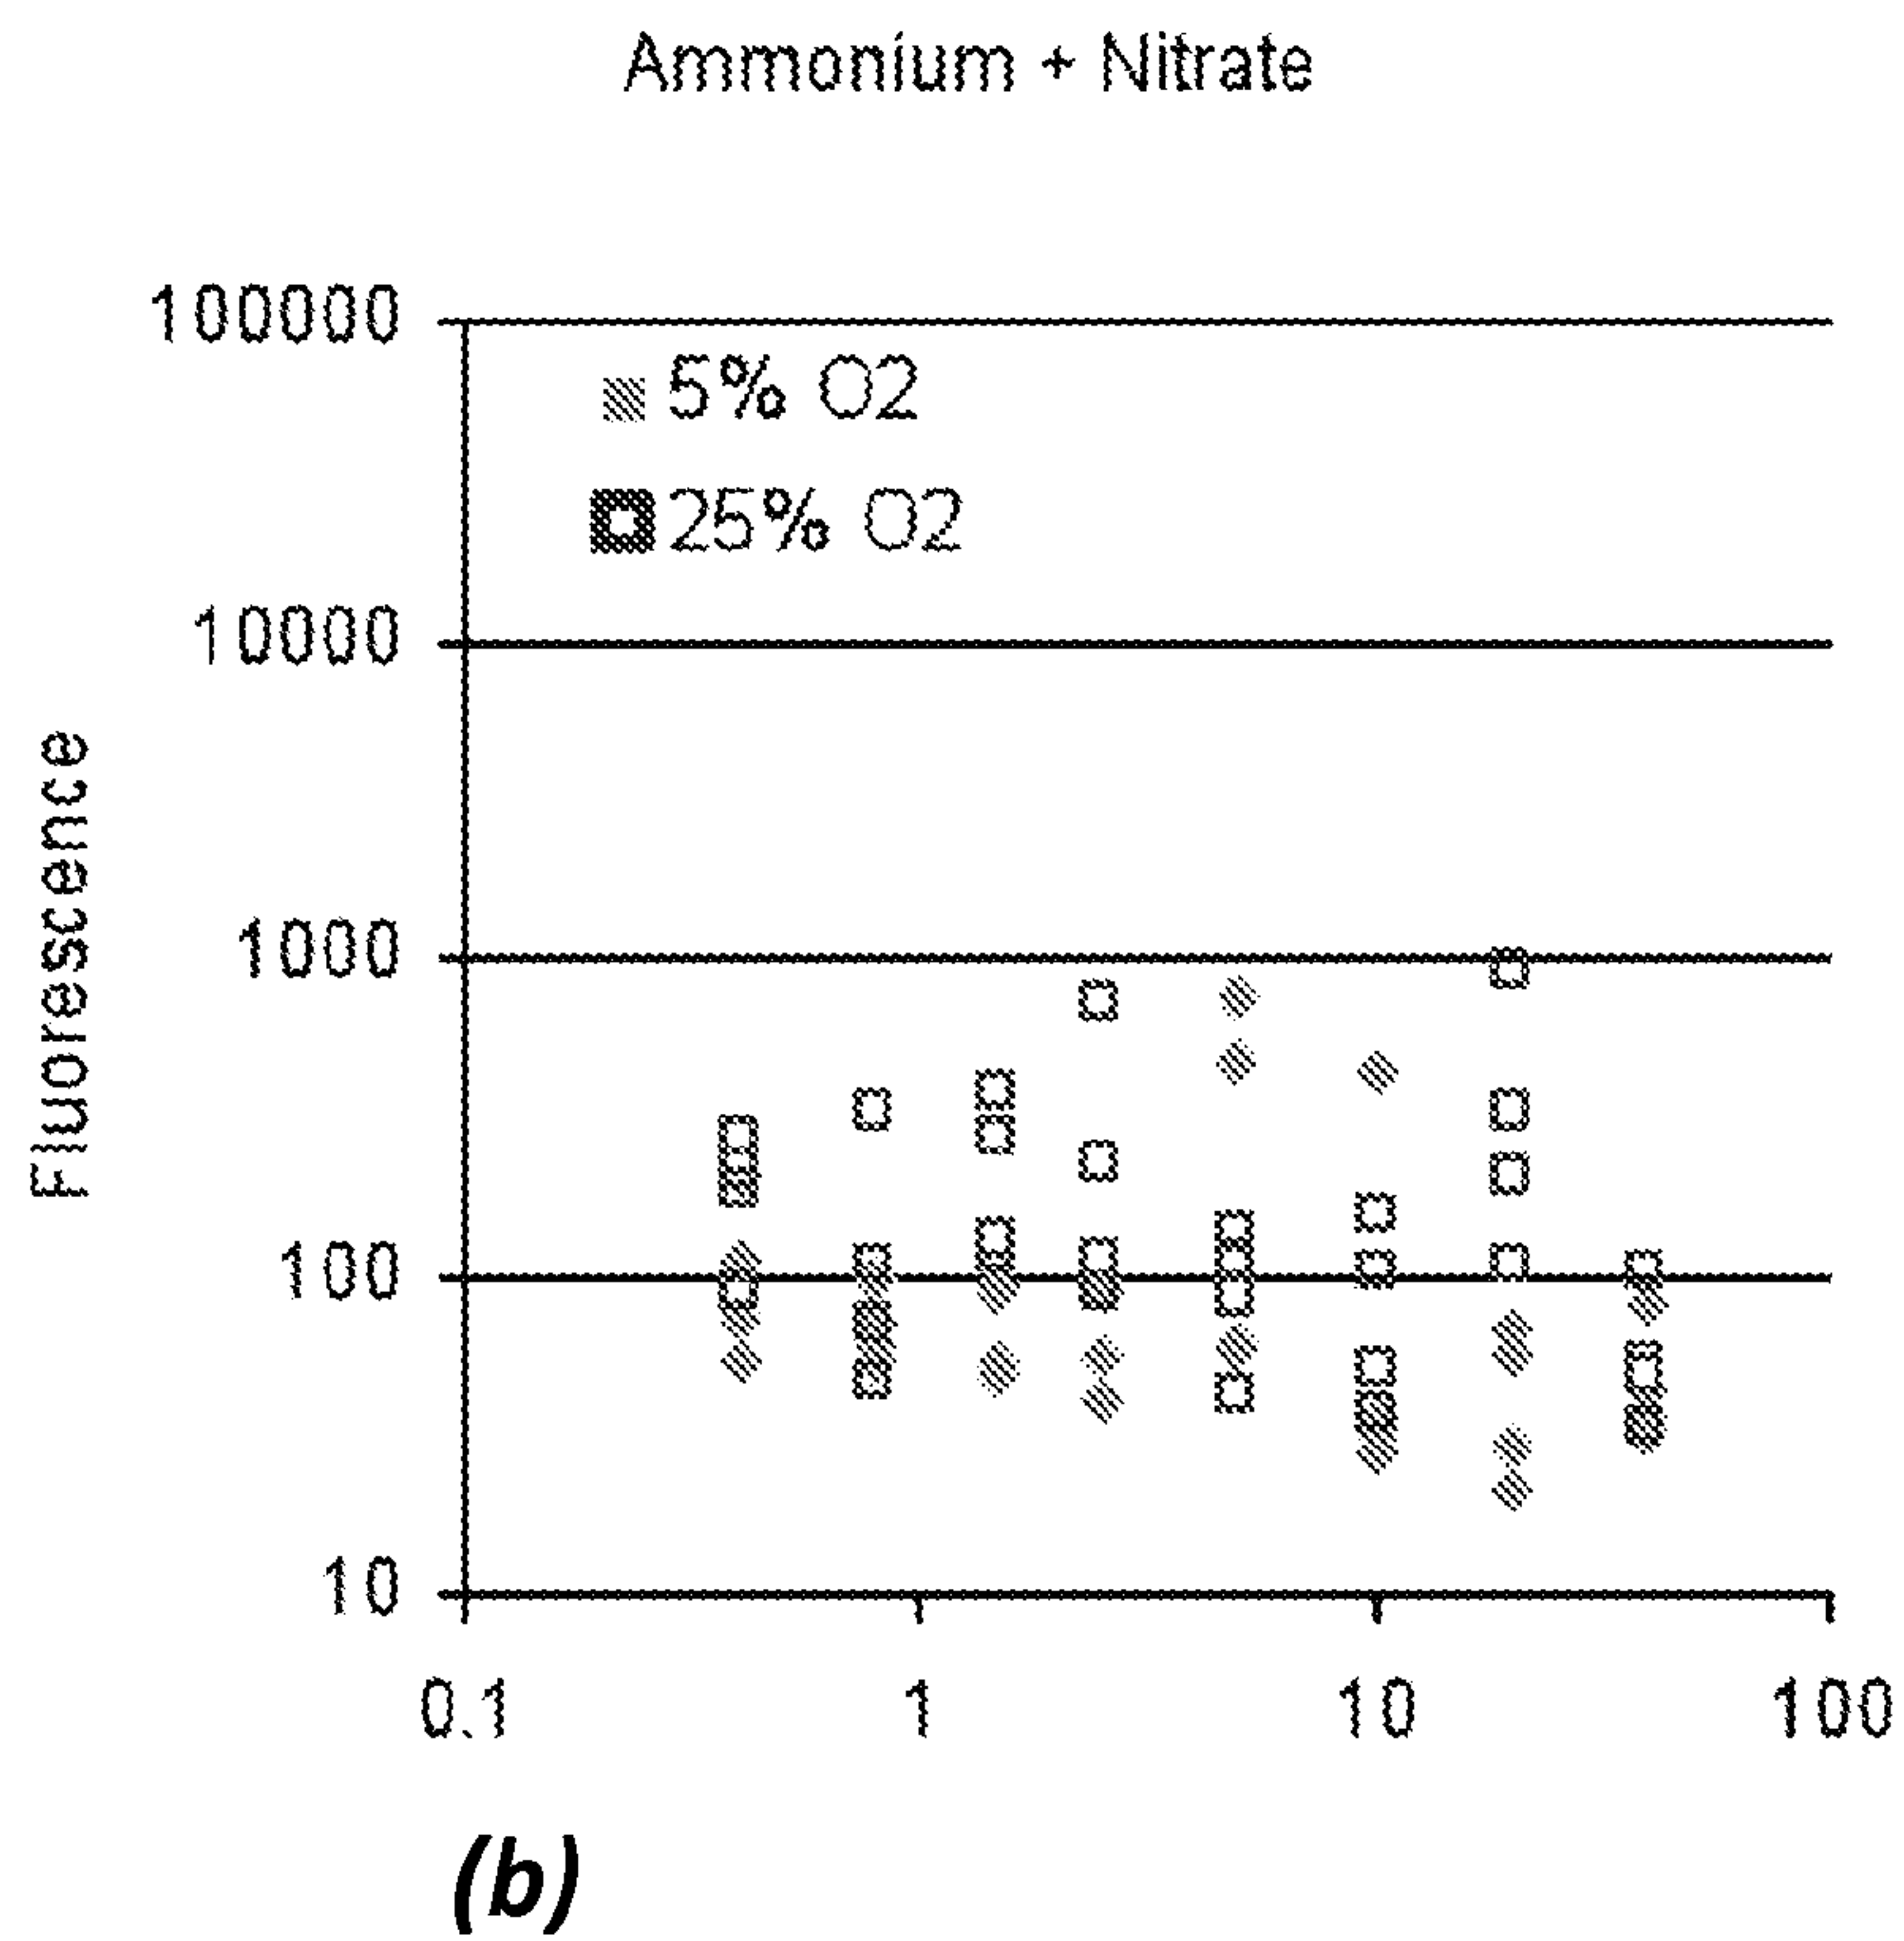 Ammonium + Nitrate
100000
5% O2
25% O2
10000
Fluorescence
1000
100
10
0.1 1 10 100
(b)